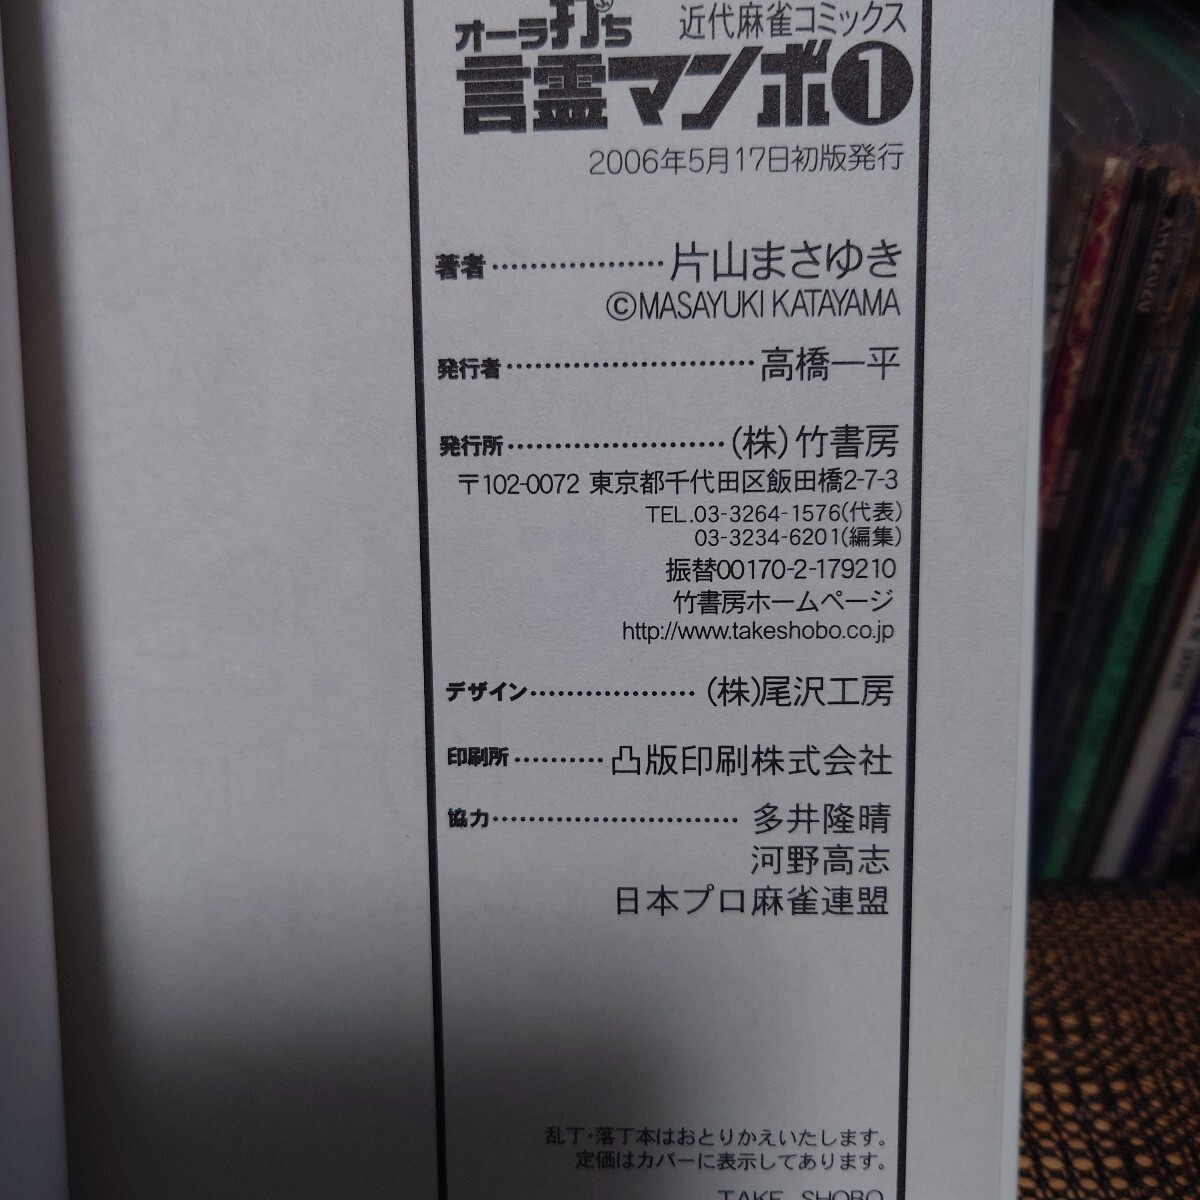 オーラ打ち 近代麻雀コミックス
言霊マンボ1
2006年5月17日初版発行
著者………………片山まさゆき
©MASAYUKI KATAYAMA
発行者……………………高橋一平
発行所……………………(株)竹書房
〒102-0072 東京都千代田区飯田橋2-7-3
TEL.03-3264-1576(代表)
03-3234-6201(編集)
振替00170-2-179210
竹書房ホームページ
http://www.takeshobo.co.jp
デザイン………………(株)尾沢工房
印刷所………凸版印刷株式会社
協力………………………多井隆晴
河野高志
日本プロ麻雀連盟
乱丁・落丁本はおとりかえいたします。
定価はカバーに表示してあります。
TAKE SHOBO